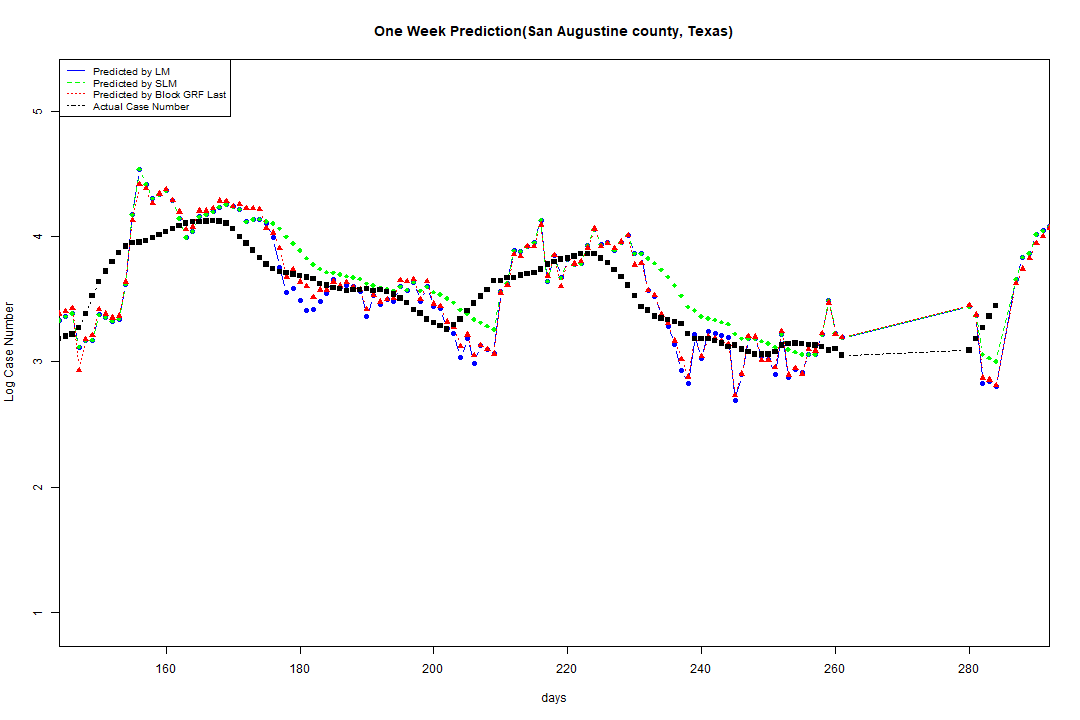 One Week Prediction(San Augustine county, Texas)
Predicted by LM
Predicted by SLM
Predicted by Block GRF Last
Actual Case Number
Log Case Number
5
4
3
2
1
160 180 200 220 240 260 280
days